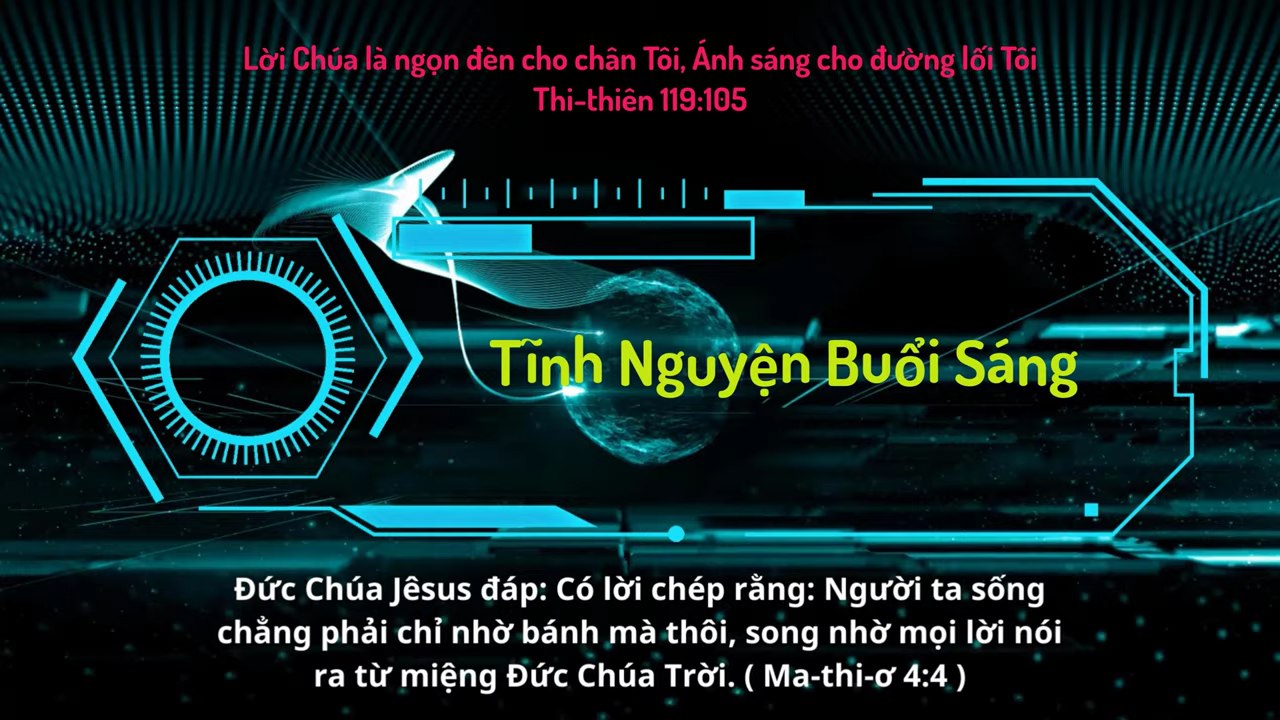 Lời Chúa là ngọn đèn cho chân Tôi, Ánh sáng cho đường lối Tôi
Thi-thiên 119:105
Tĩnh Nguyện Buổi Sáng
Đức Chúa Jêsus đáp: Có lời chép rằng: Người ta sống
chẳng phải chỉ nhờ bánh mà thôi, song nhờ mọi lời nói
ra từ miệng Đức Chúa Trời. ( Ma-thi-ơ 4:4 )